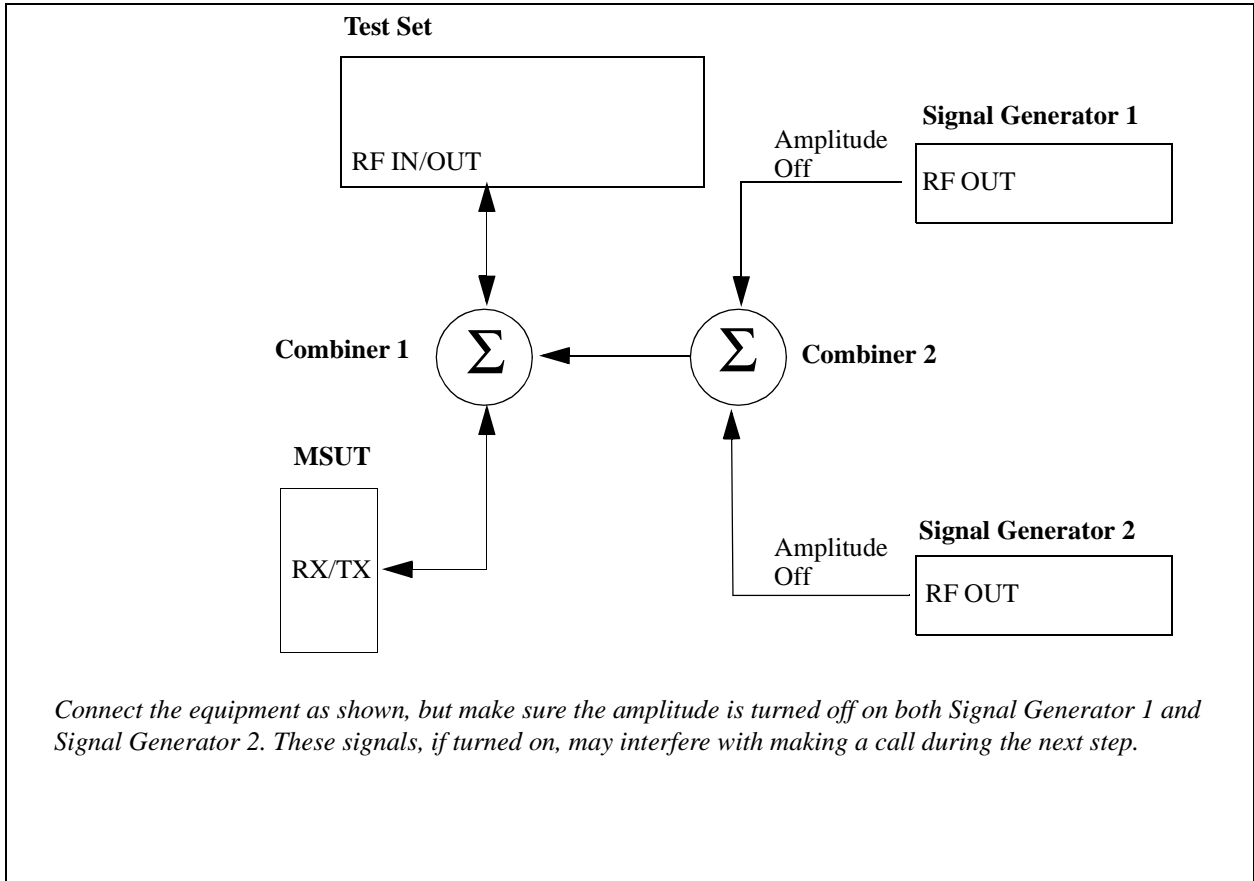 Test Set
RF IN/OUT
Signal Generator 1
Amplitude
Off
RF OUT
Combiner 1
Σ
Σ
Combiner 2
MSUT
RX/TX
Signal Generator 2
Amplitude
Off
RF OUT
Connect the equipment as shown, but make sure the amplitude is turned off on both Signal Generator 1 and
Signal Generator 2. These signals, if turned on, may interfere with making a call during the next step.